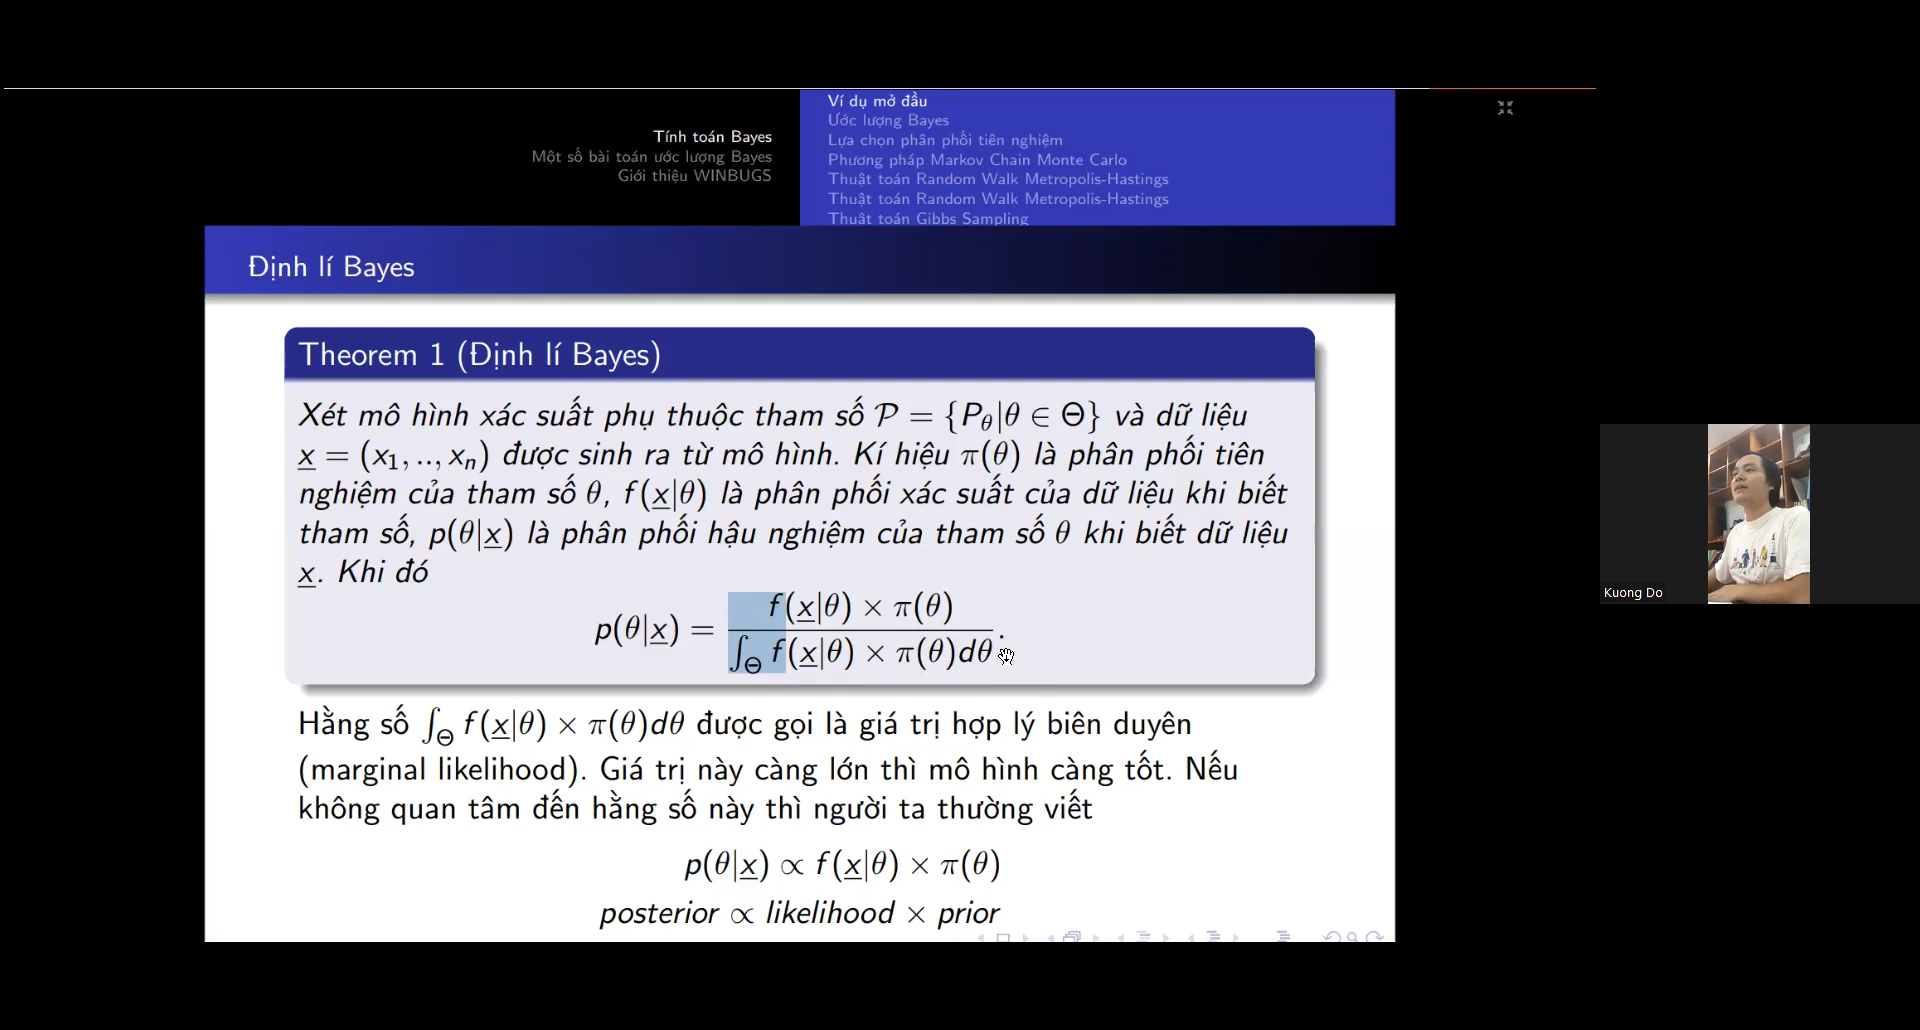 Tính toán Bayes
Một số bài toán ước lượng Bayes
Giới thiệu WINBUGS
Ví dụ mở đầu
Ước lượng Bayes
Lựa chọn phân phối tiên nghiệm
Phương pháp Markov Chain Monte Carlo
Thuật toán Random Walk Metropolis-Hastings
Thuật toán Random Walk Metropolis-Hastings
Thuật toán Gibbs Sampling
Định lí Bayes
Theorem 1 (Định lí Bayes)
Xét mô hình xác suất phụ thuộc tham số 𝒫 = {P_θ|θ ∈ Θ} và dữ liệu
x̲ = (x₁, .., xₙ) được sinh ra từ mô hình. Kí hiệu π(θ) là phân phối tiên
nghiệm của tham số θ, f(x̲|θ) là phân phối xác suất của dữ liệu khi biết
tham số, p(θ|x̲) là phân phối hậu nghiệm của tham số θ khi biết dữ liệu
x̲. Khi đó
p(θ|x̲) = f(x̲|θ) × π(θ) / ∫_Θ f(x̲|θ) × π(θ)dθ.
Hằng số ∫_Θ f(x̲|θ) × π(θ)dθ được gọi là giá trị hợp lý biên duyên
(marginal likelihood). Giá trị này càng lớn thì mô hình càng tốt. Nếu
không quan tâm đến hằng số này thì người ta thường viết
p(θ|x̲) ∝ f(x̲|θ) × π(θ)
posterior ∝ likelihood × prior
Kuong Do